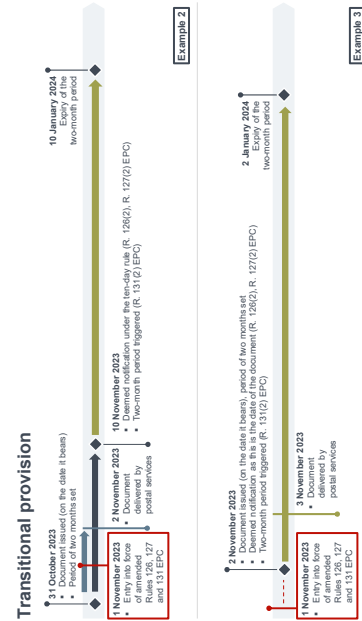 Transitional provision
31 October 2023
▪ Document issued (on the date it bears)
▪ Period of two months set
10 January 2024
Expiry of the
two-month period
1 November 2023
▪ Entry into force
of amended
Rules 126, 127
and 131 EPC
2 November 2023
▪ Document
delivered by
postal services
10 November 2023
▪ Deemed notification under the ten-day rule (R. 126(2), R. 127(2) EPC)
▪ Two-month period triggered (R. 131(2) EPC)
Example 2
2 November 2023
▪ Document issued (on the date it bears), period of two months set
▪ Deemed notification as this is the date of the document (R. 126(2), R. 127(2) EPC)
▪ Two-month period triggered (R. 131(2) EPC)
2 January 2024
Expiry of the
two-month period
1 November 2023
▪ Entry into force
of amended
Rules 126, 127
and 131 EPC
3 November 2023
▪ Document
delivered by
postal services
Example 3